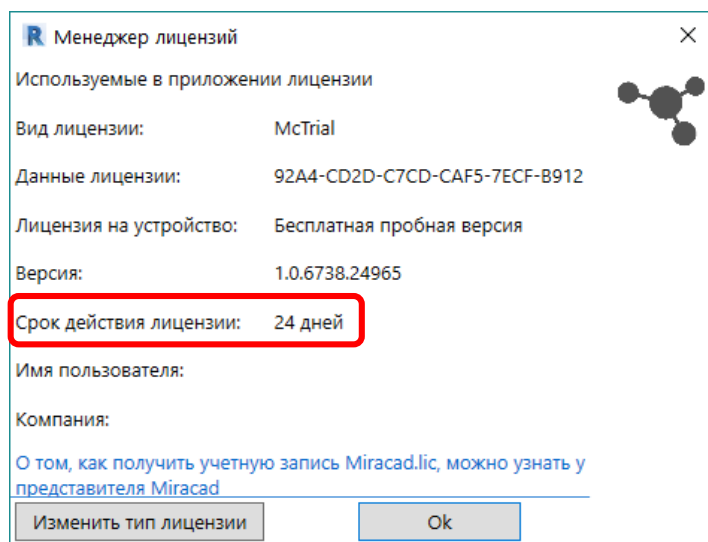 Менеджер лицензий
Используемые в приложении лицензии
Вид лицензии: McTrial
Данные лицензии: 92A4-CD2D-C7CD-CAF5-7ECF-B912
Лицензия на устройство: Бесплатная пробная версия
Версия: 1.0.6738.24965
Срок действия лицензии: 24 дней
Имя пользователя:
Компания:
О том, как получить учетную запись Miracad.lic, можно узнать у
представителя Miracad
Изменить тип лицензии Ok